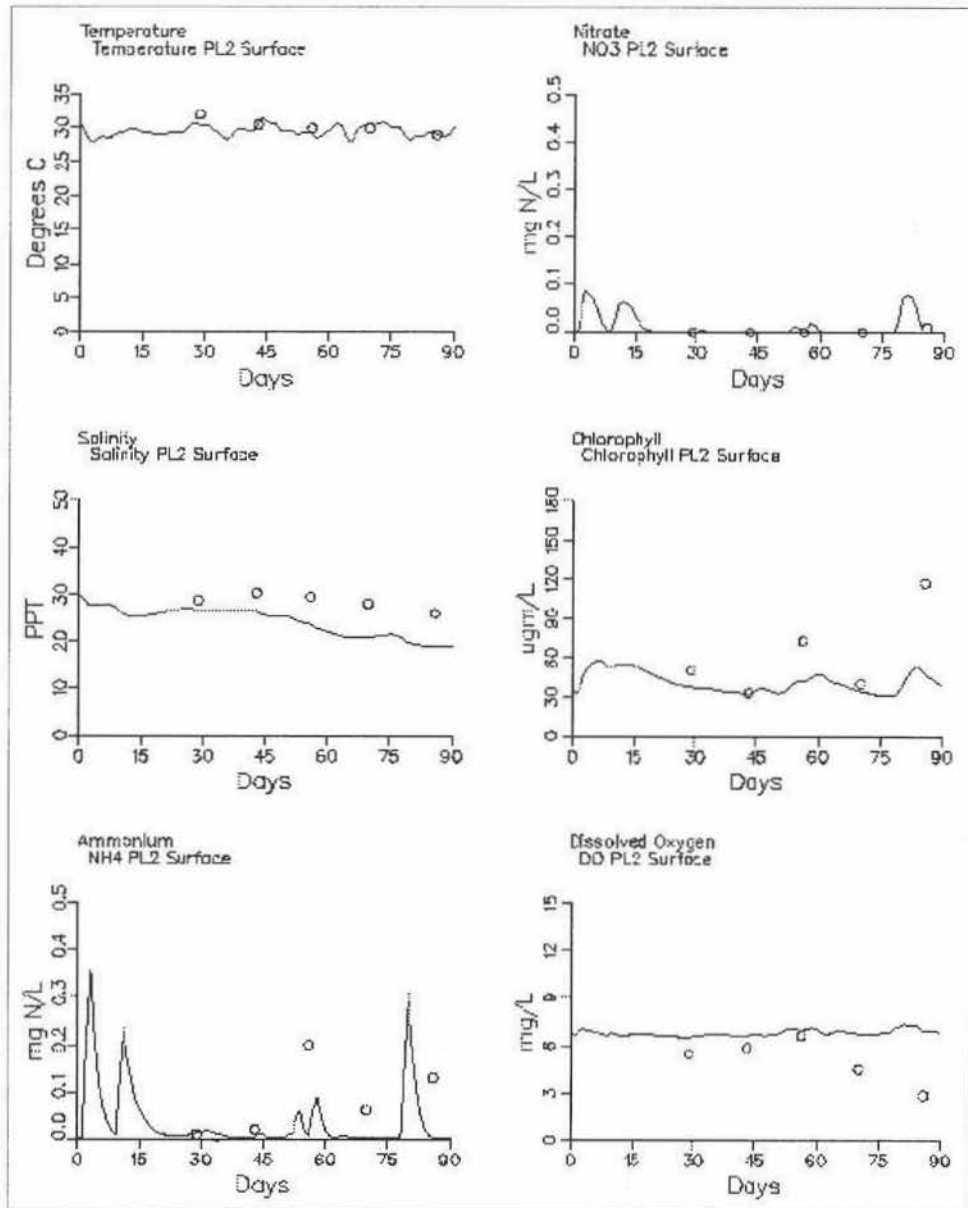 Temperature
Temperature PL2 Surface
35
30
25
20
15
10
5
0
Degrees C
0 15 30 45 60 75 90
Days
Nitrate
NO3 PL2 Surface
0.5
0.4
0.3
0.2
0.1
0.0
mg N/L
0 15 30 45 60 75 90
Days
Salinity
Salinity PL2 Surface
50
40
30
20
10
0
PPT
0 15 30 45 60 75 90
Days
Chlorophyll
Chlorophyll PL2 Surface
180
150
120
90
60
30
0
ugm/L
0 15 30 45 60 75 90
Days
Ammonium
NH4 PL2 Surface
0.5
0.4
0.3
0.2
0.1
0.0
mg N/L
0 15 30 45 60 75 90
Days
Dissolved Oxygen
DO PL2 Surface
15
12
9
6
3
0
mg/L
0 15 30 45 60 75 90
Days